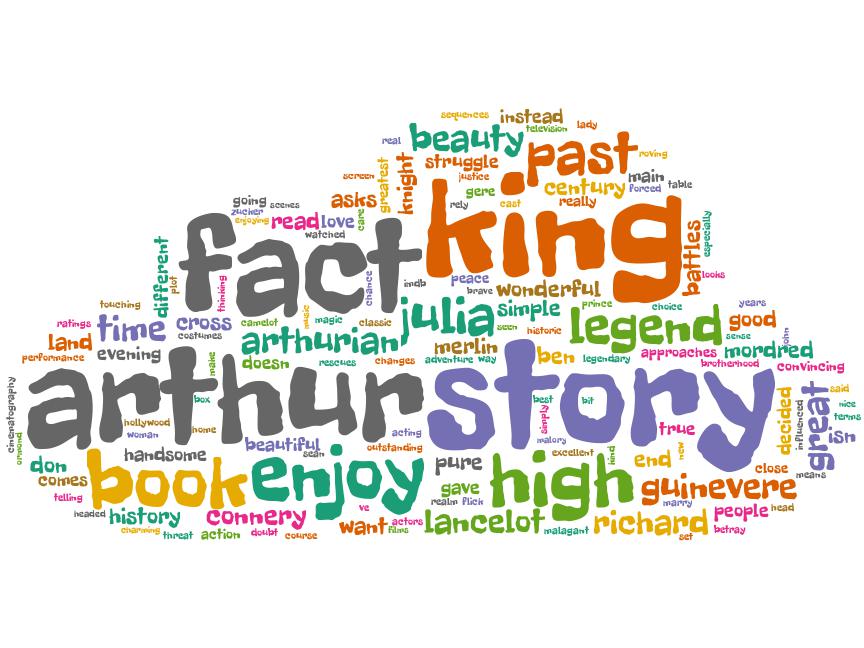 sequences
instead
television
lady
real
beauty
past
roving
screen
greatest
knight
struggle
justice
main
forced
table
gere
century
rely
cast
really
going
scenes
asks
zucker
enjoying
read
love
care
watched
king
battles
especially
different
plot
fact
thinking
chance
imdb
peace
brave
wonderful
looks
touching
prince
choice
years
ratings
time
cross
costumes
camelot
music
magic
classic
julia
seen
simple
historic
legend
good
sense
john
land
performance
evening
make
arthurian
doesn
rescues
changes
merlin
adventure
way
ben
legendary
approaches
brotherhood
mordred
convincing
cinematography
ormond
arthur
box
hollywood
woman
home
story
best
bit
simply
malory
true
decided
influenced
great
said
nice
terms
isn
beautiful
sean
acting
outstanding
excellent
kind
end
new
don
comes
telling
handsome
book
enjoy
pure
gave
realm
flick
high
close
means
guinevere
marry
headed
history
connery
charming
threat
action
doubt
course
ve
want
actors
films
lancelot
malagant
richard
set
people
head
betray